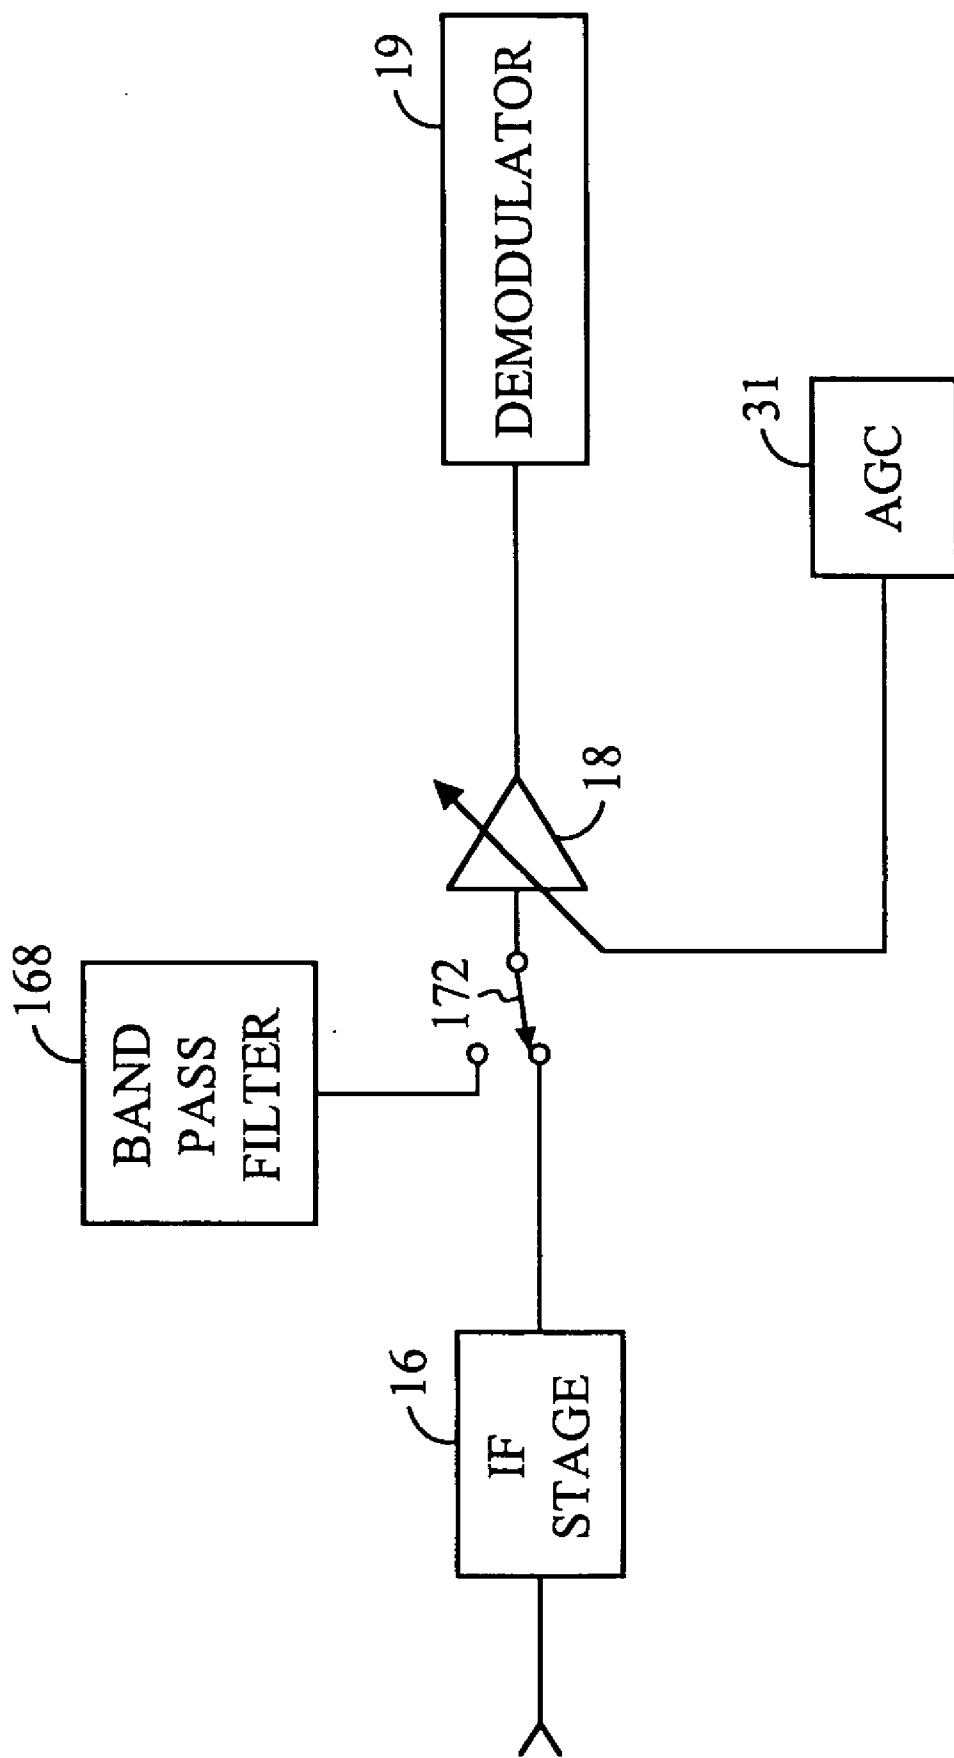 168
BAND
PASS
FILTER
16
IF
STAGE
172
18
19
DEMODULATOR
31
AGC